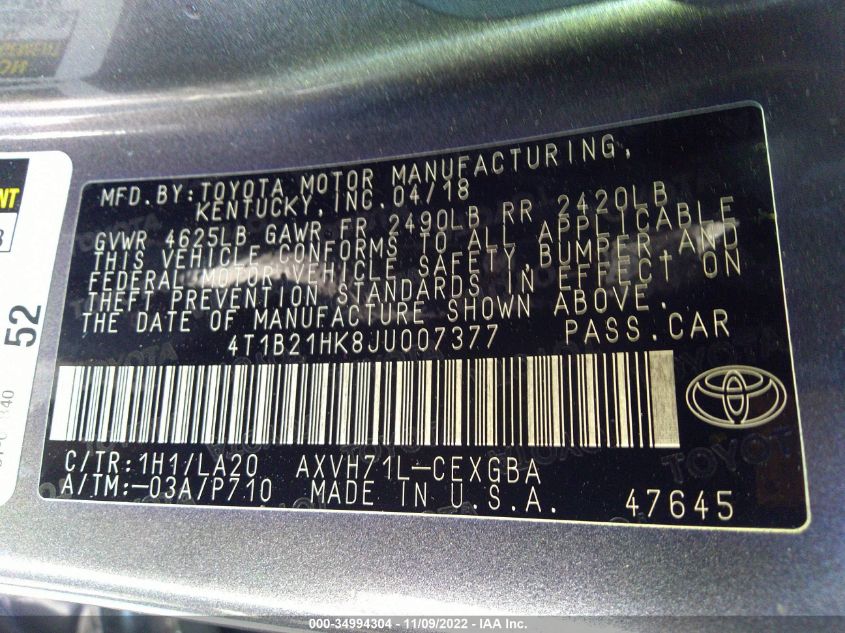 MFD.BY:TOYOTA MOTOR MANUFACTURING,
KENTUCKY, INC.04/18
GVWR 4625LB GAWR FR 2490LB RR 2420LB
THIS VEHICLE CONFORMS TO ALL APPLICABLE
FEDERAL MOTOR VEHICLE SAFETY, BUMPER AND
THEFT PREVENTION STANDARDS IN EFFECT ON
THE DATE OF MANUFACTURE SHOWN ABOVE.
4T1B21HK8JU007377 PASS.CAR
C/TR:1H1/LA20 AXVH71L-CEXGBA
A/TM:-03A/P710 MADE IN U.S.A. 47645
52
000-34994304 - 11/09/2022 - IAA Inc.